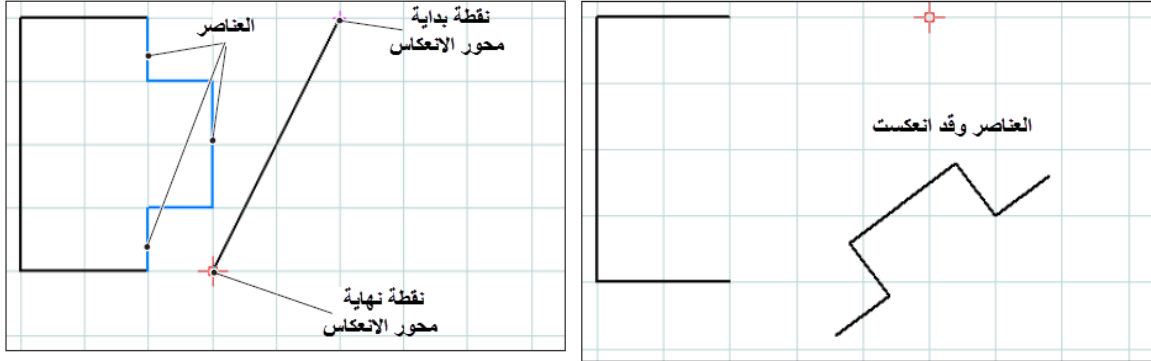 العناصر
نقطة بداية
محور الانعكاس
نقطة نهاية
محور الانعكاس
العناصر وقد انعكست